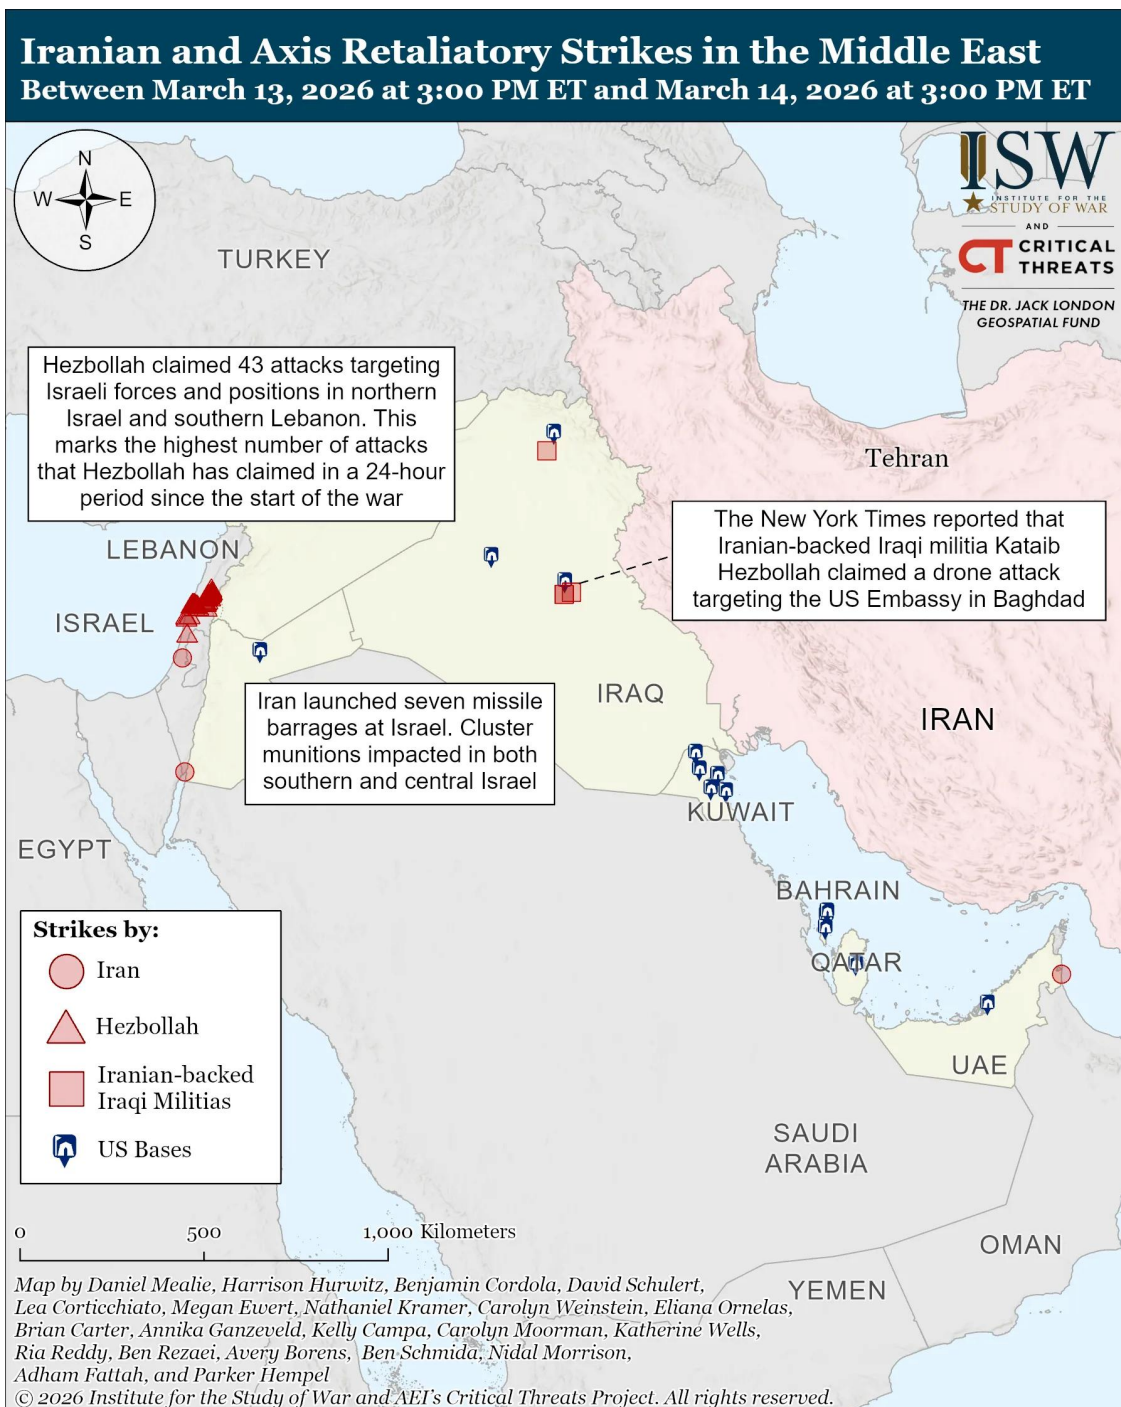 Iranian and Axis Retaliatory Strikes in the Middle East
Between March 13, 2026 at 3:00 PM ET and March 14, 2026 at 3:00 PM ET
N
W
E
S
ISW
INSTITUTE FOR THE
STUDY OF WAR
AND
CT CRITICAL
THREATS
THE DR. JACK LONDON
GEOSPATIAL FUND
TURKEY
Hezbollah claimed 43 attacks targeting
Israeli forces and positions in northern
Israel and southern Lebanon. This
marks the highest number of attacks
that Hezbollah has claimed in a 24-hour
period since the start of the war
Tehran
The New York Times reported that
Iranian-backed Iraqi militia Kataib
Hezbollah claimed a drone attack
targeting the US Embassy in Baghdad
LEBANON
ISRAEL
Iran launched seven missile
barrages at Israel. Cluster
munitions impacted in both
southern and central Israel
IRAQ
IRAN
KUWAIT
EGYPT
BAHRAIN
QATAR
UAE
SAUDI
ARABIA
OMAN
YEMEN
Strikes by:
Iran
Hezbollah
Iranian-backed
Iraqi Militias
US Bases
0 500 1,000 Kilometers
Map by Daniel Mealie, Harrison Hurwitz, Benjamin Cordola, David Schulert,
Lea Corticchiato, Megan Ewert, Nathaniel Kramer, Carolyn Weinstein, Eliana Ornelas,
Brian Carter, Annika Ganzeveld, Kelly Campa, Carolyn Moorman, Katherine Wells,
Ria Reddy, Ben Rezaei, Avery Borens, Ben Schmida, Nidal Morrison,
Adham Fattah, and Parker Hempel
© 2026 Institute for the Study of War and AEI's Critical Threats Project. All rights reserved.